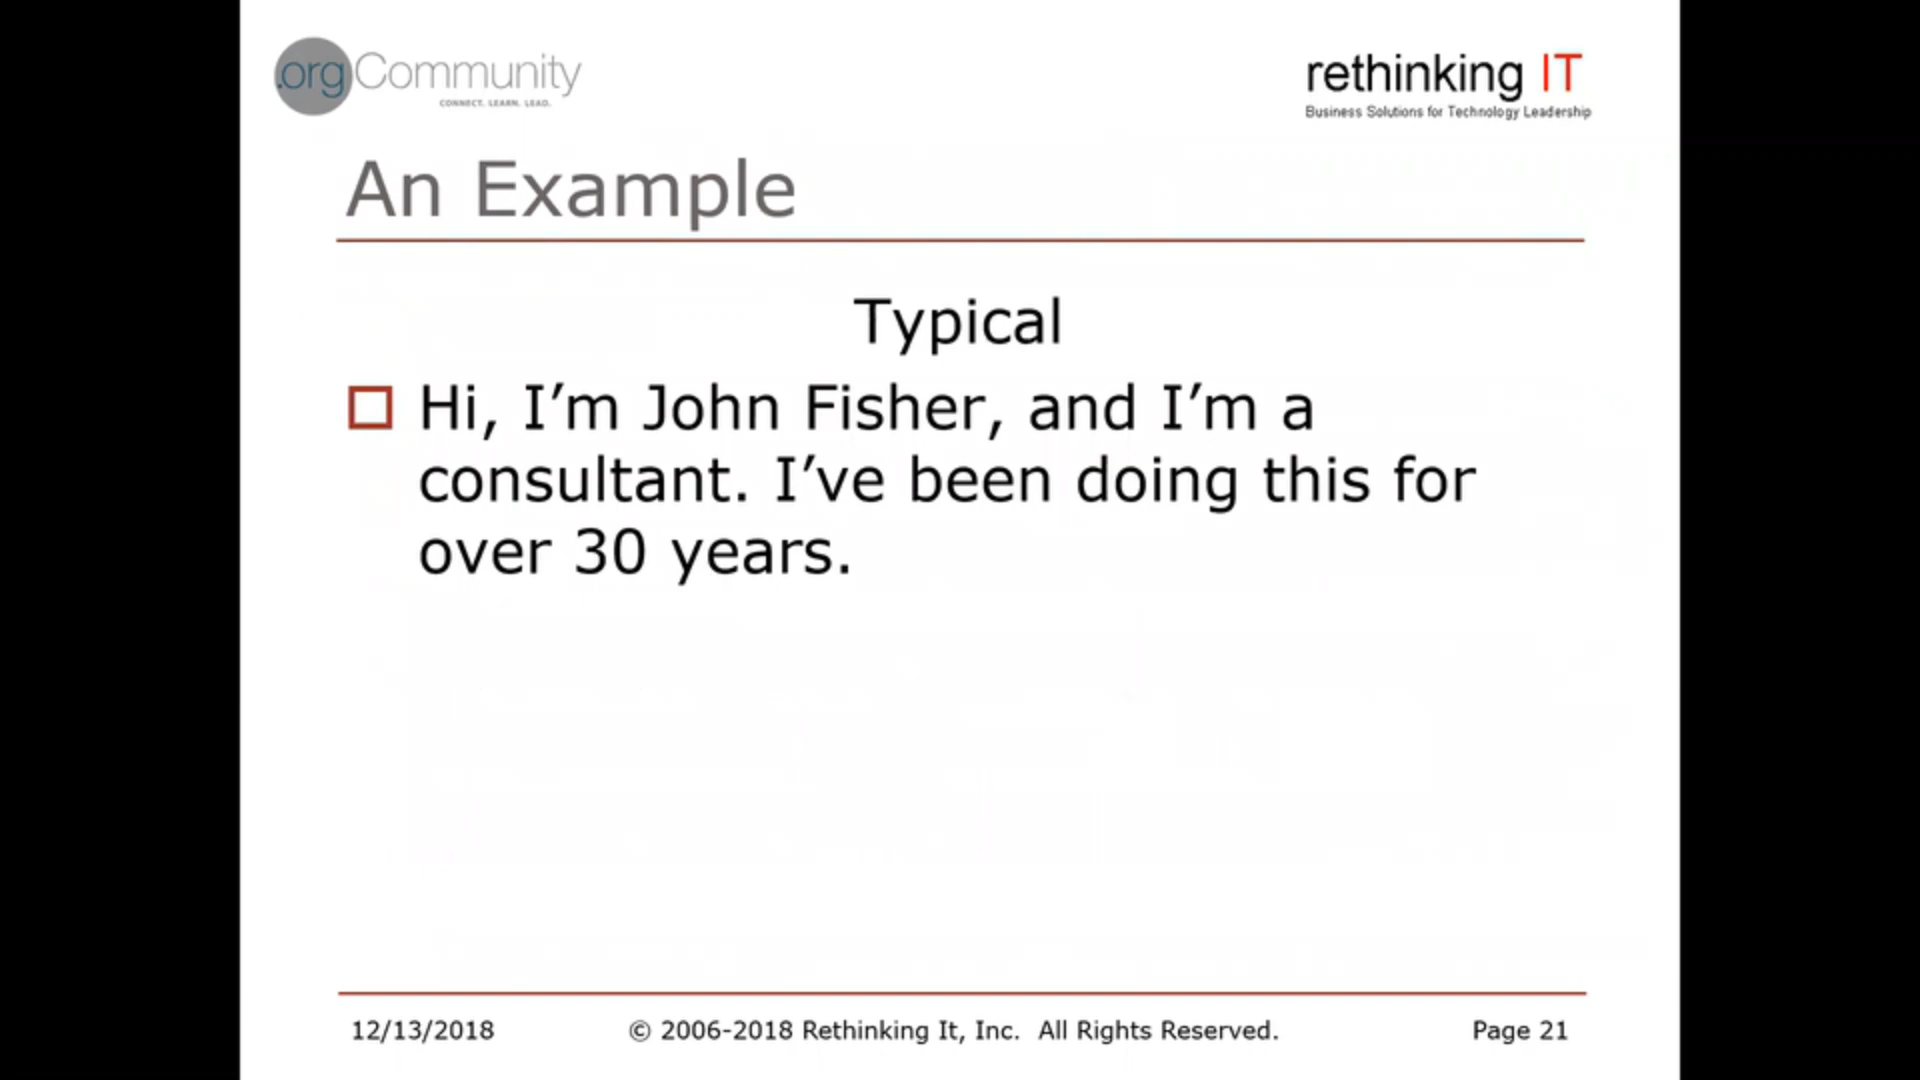 .orgCommunity
CONNECT. LEARN. LEAD.
rethinking IT
Business Solutions for Technology Leadership
An Example
Typical
Hi, I’m John Fisher, and I’m a
consultant. I’ve been doing this for
over 30 years.
12/13/2018 © 2006-2018 Rethinking It, Inc. All Rights Reserved. Page 21